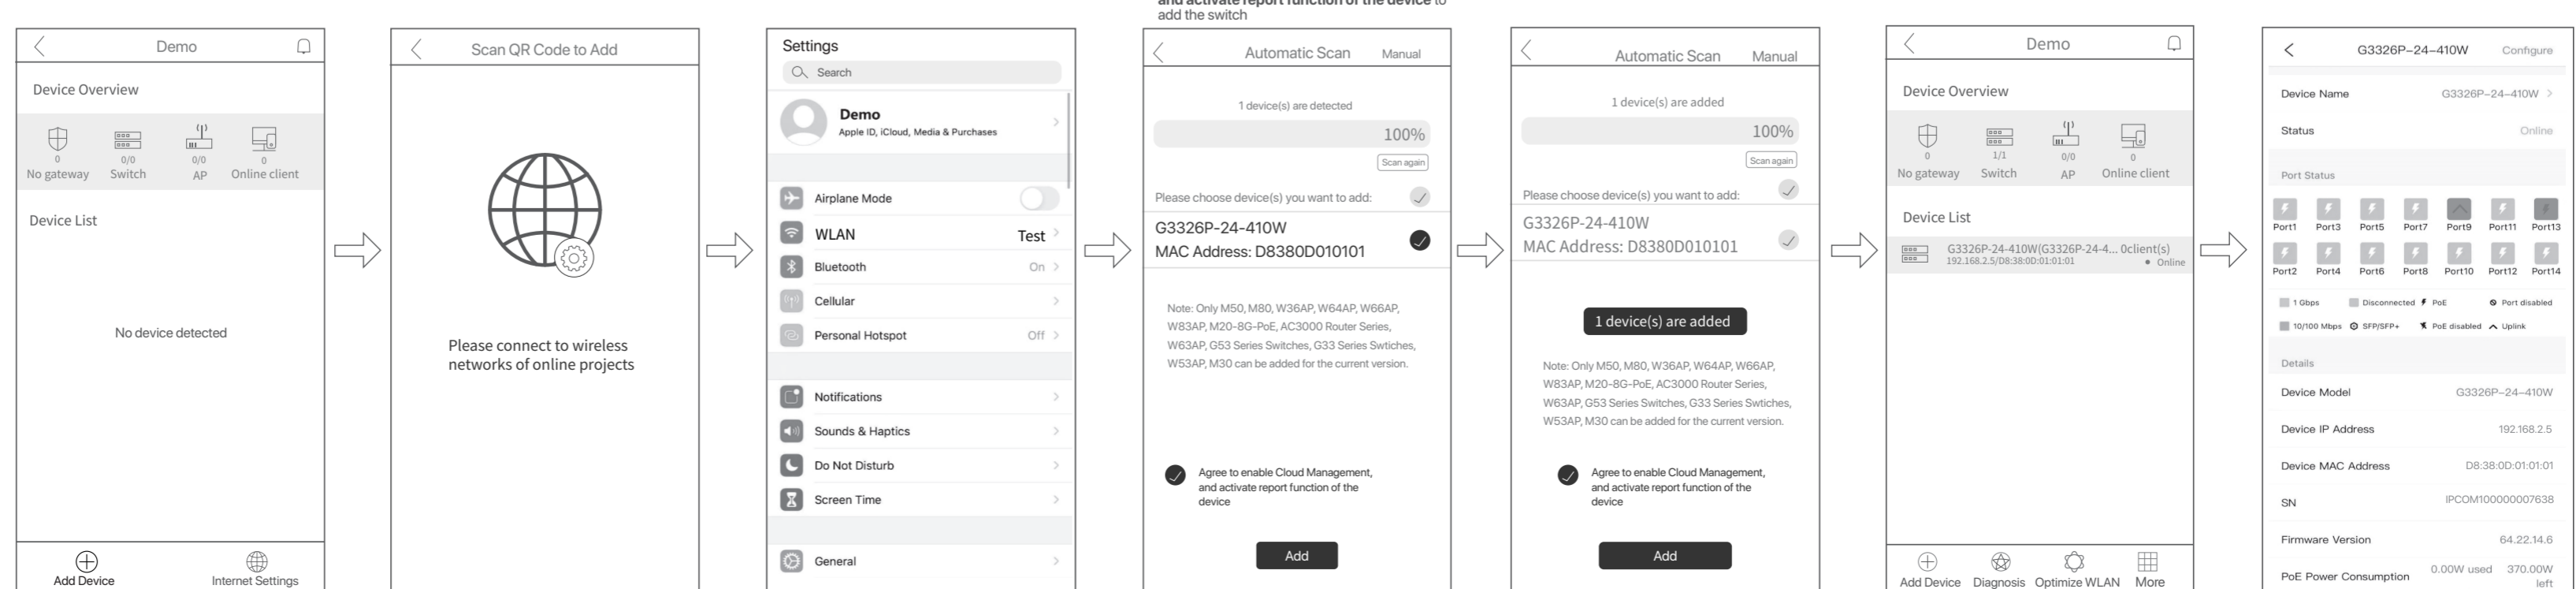 and activate report function of the device to
add the switch
Demo
Device Overview
0
No gateway
0/0
Switch
0/0
AP
0
Online client
Device List
No device detected
Add Device
Internet Settings
Scan QR Code to Add
Please connect to wireless
networks of online projects
Settings
Search
Demo
Apple ID, iCloud, Media & Purchases
Airplane Mode
WLAN Test
Bluetooth On
Cellular
Personal Hotspot Off
Notifications
Sounds & Haptics
Do Not Disturb
Screen Time
General
Automatic Scan Manual
1 device(s) are detected
100%
Scan again
Please choose device(s) you want to add:
G3326P-24-410W
MAC Address: D8380D010101
Note: Only M50, M80, W36AP, W64AP, W66AP,
W83AP, M20-8G-PoE, AC3000 Router Series,
W63AP, G53 Series Switches, G33 Series Swtiches,
W53AP, M30 can be added for the current version.
Agree to enable Cloud Management,
and activate report function of the
device
Add
Automatic Scan Manual
1 device(s) are added
100%
Scan again
Please choose device(s) you want to add:
G3326P-24-410W
MAC Address: D8380D010101
1 device(s) are added
Note: Only M50, M80, W36AP, W64AP, W66AP,
W83AP, M20-8G-PoE, AC3000 Router Series,
W63AP, G53 Series Switches, G33 Series Swtiches,
W53AP, M30 can be added for the current version.
Agree to enable Cloud Management,
and activate report function of the
device
Add
Demo
Device Overview
0
No gateway
1/1
Switch
0/0
AP
0
Online client
Device List
G3326P-24-410W(G3326P-24-4... 0client(s)
192.168.2.5/D8:38:0D:01:01:01 • Online
Add Device Diagnosis Optimize WLAN More
G3326P-24-410W Configure
Device Name G3326P-24-410W
Status Online
Port Status
Port1 Port3 Port5 Port7 Port9 Port11 Port13
Port2 Port4 Port6 Port8 Port10 Port12 Port14
1 Gbps Disconnected PoE Port disabled
10/100 Mbps SFP/SFP+ PoE disabled Uplink
Details
Device Model G3326P-24-410W
Device IP Address 192.168.2.5
Device MAC Address D8:38:0D:01:01:01
SN IPCOM100000007638
Firmware Version 64.22.14.6
PoE Power Consumption 0.00W used 370.00W
left